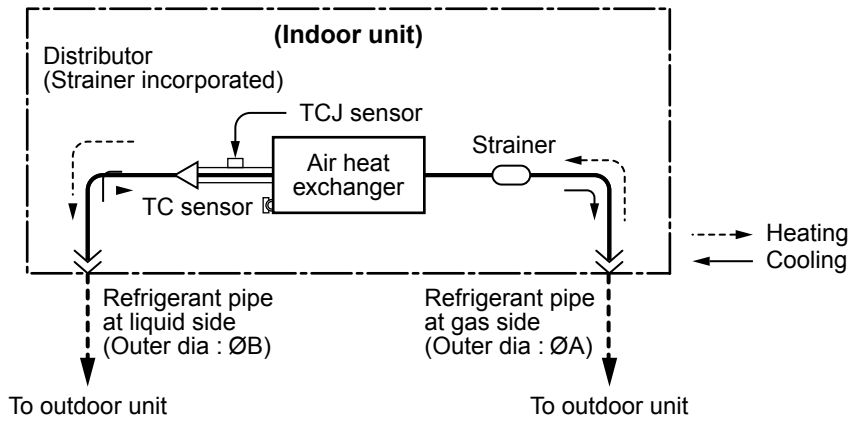 (Indoor unit)
Distributor
(Strainer incorporated)
TCJ sensor
Air heat
exchanger
Strainer
TC sensor
Heating
Cooling
Refrigerant pipe
at liquid side
(Outer dia : ØB)
Refrigerant pipe
at gas side
(Outer dia : ØA)
To outdoor unit
To outdoor unit